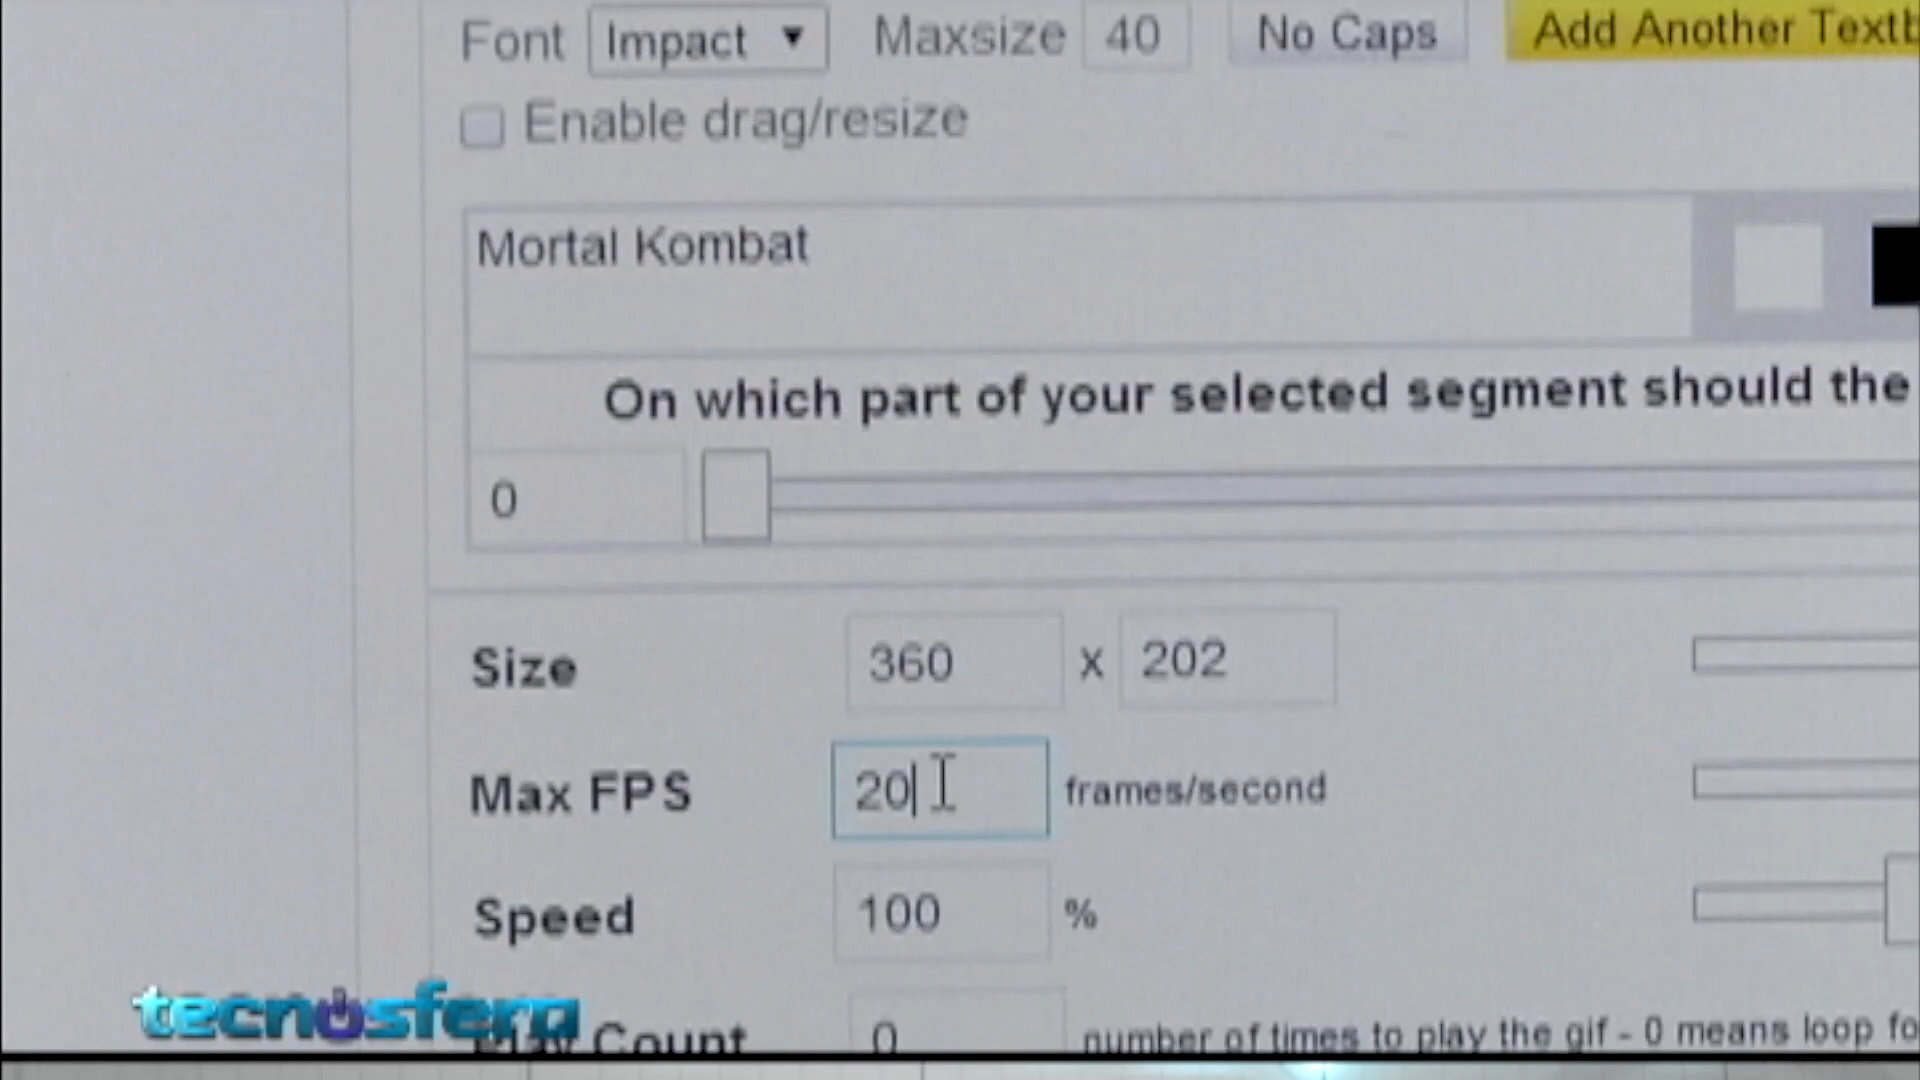 Font Impact Maxsize 40 No Caps Add Another
Enable drag/resize
Mortal Kombat
On which part of your selected segment should the
0
Size 360 x 202
Max FPS 20 frames/second
Speed 100 %
tecnosfera
Play Count 0 number of times to play the gif - 0 means loop